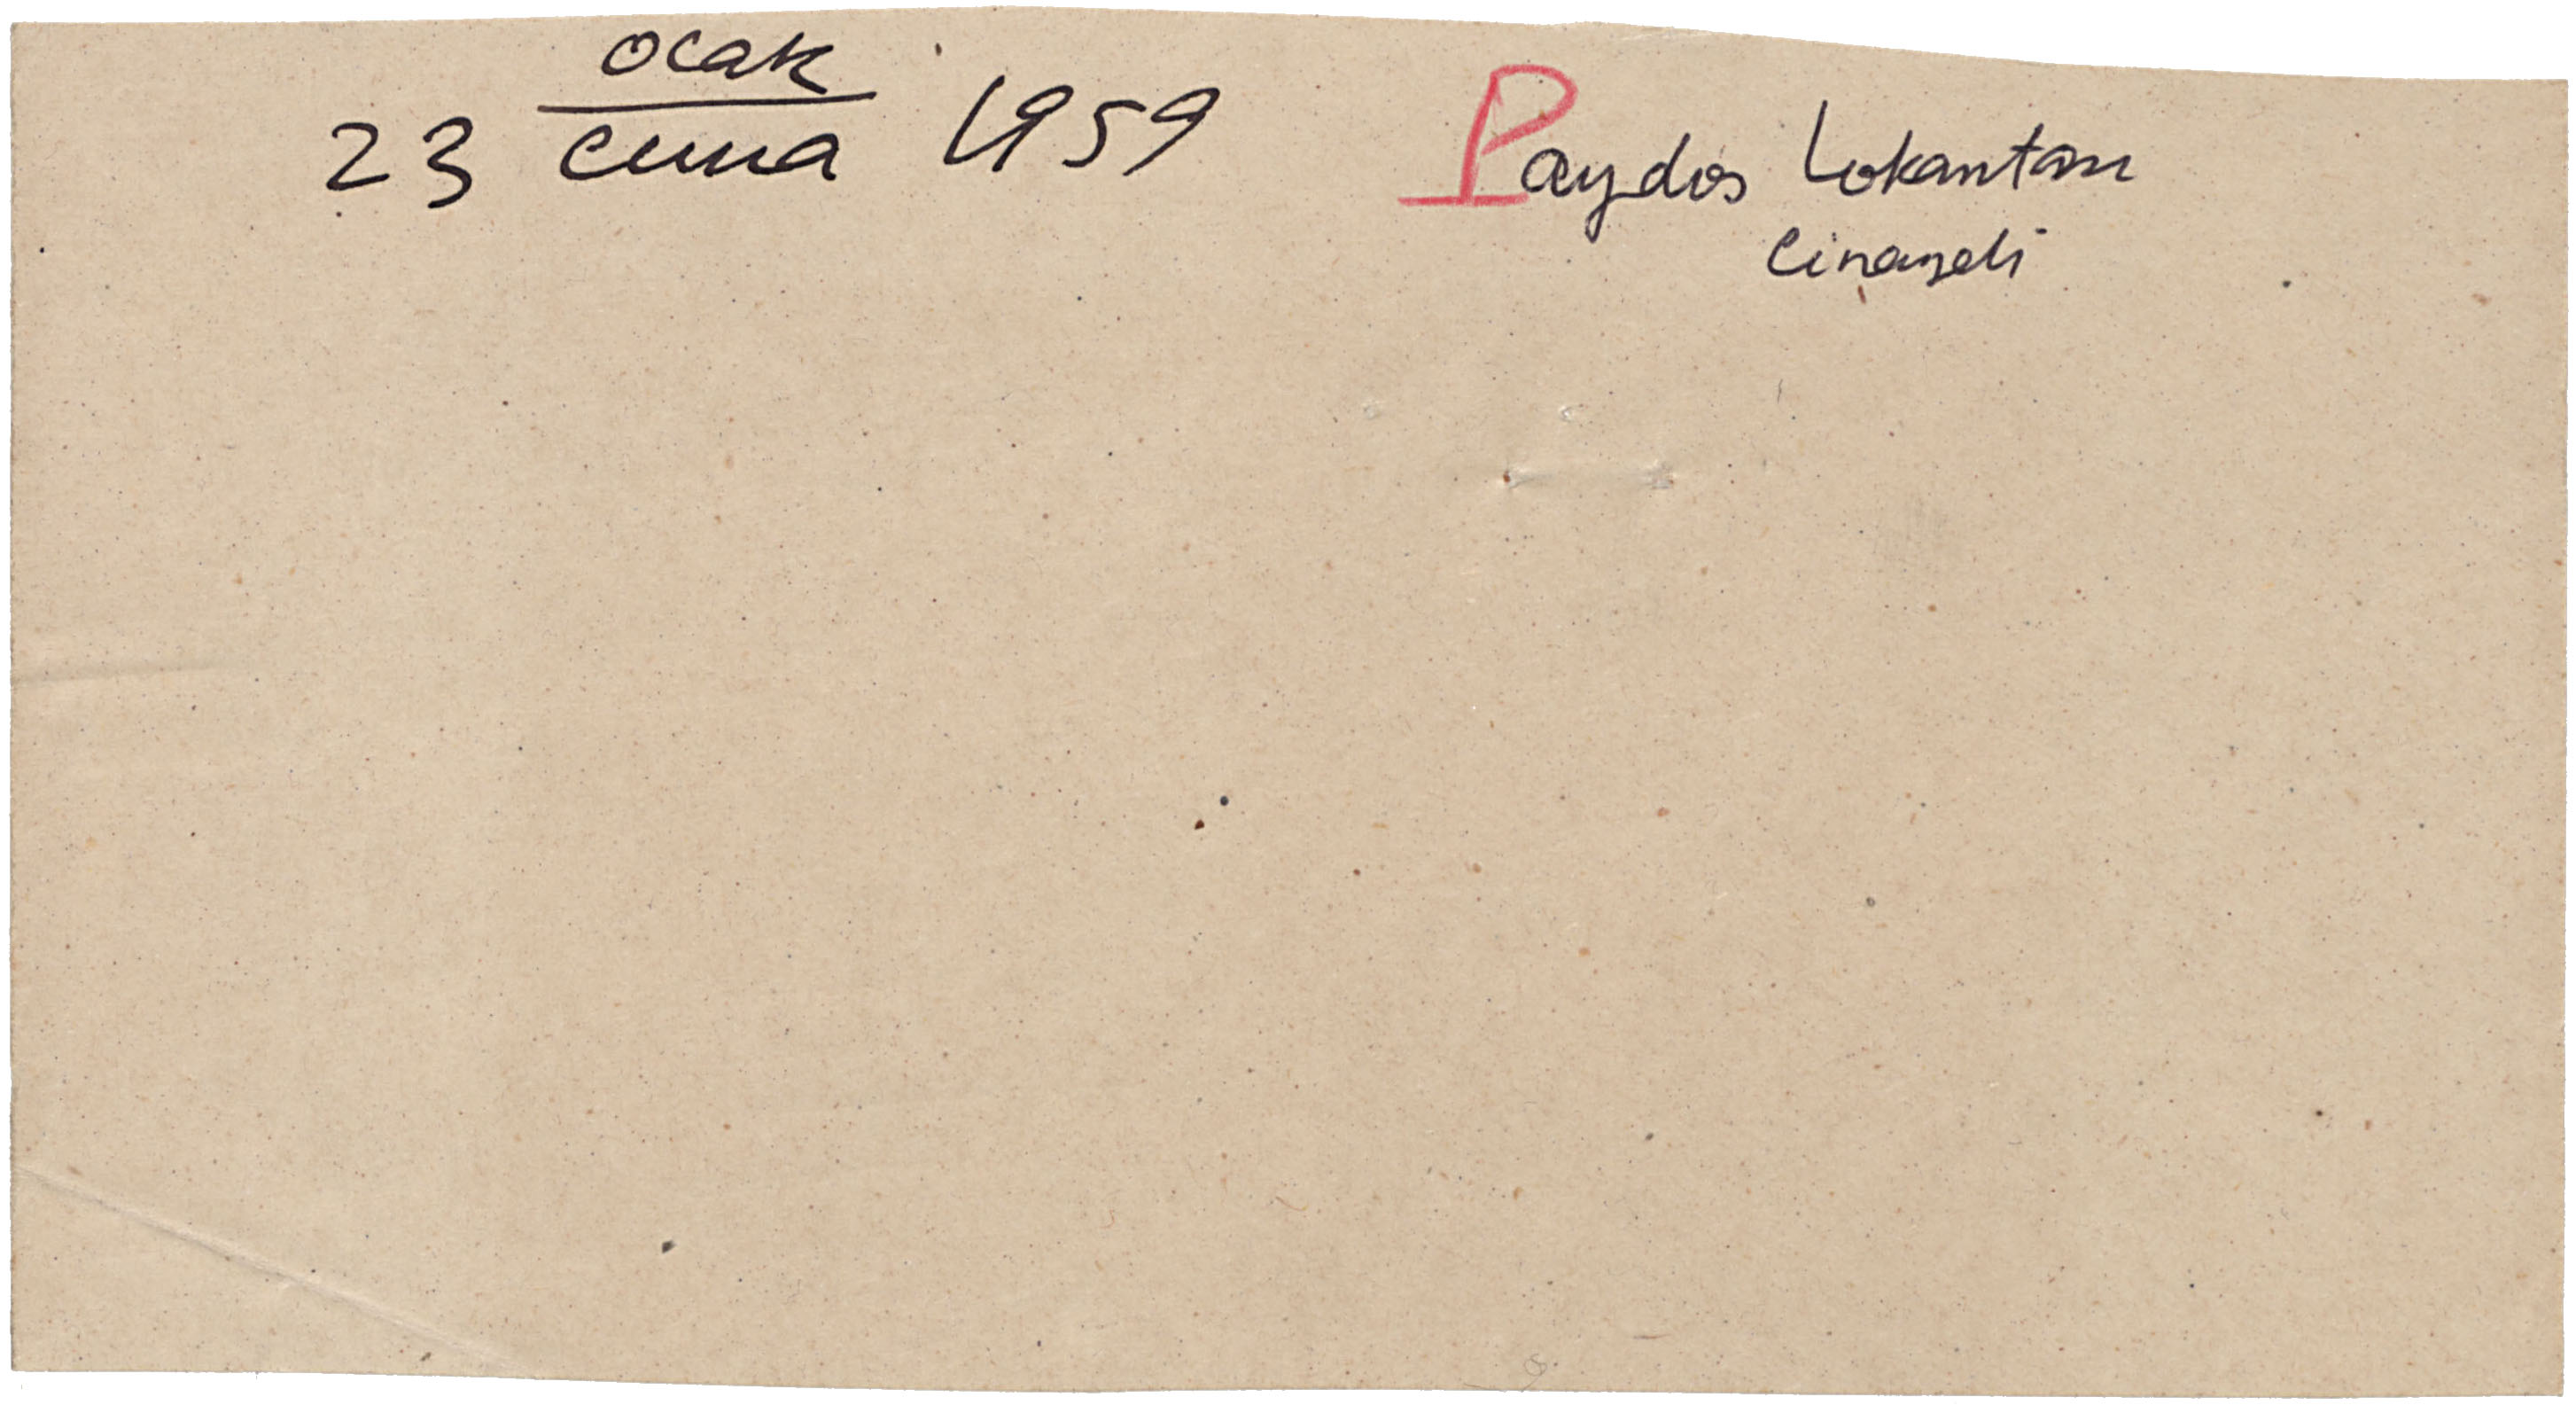 23 ocak
cuma 1959
Paydos Lokantası
Cinayeti